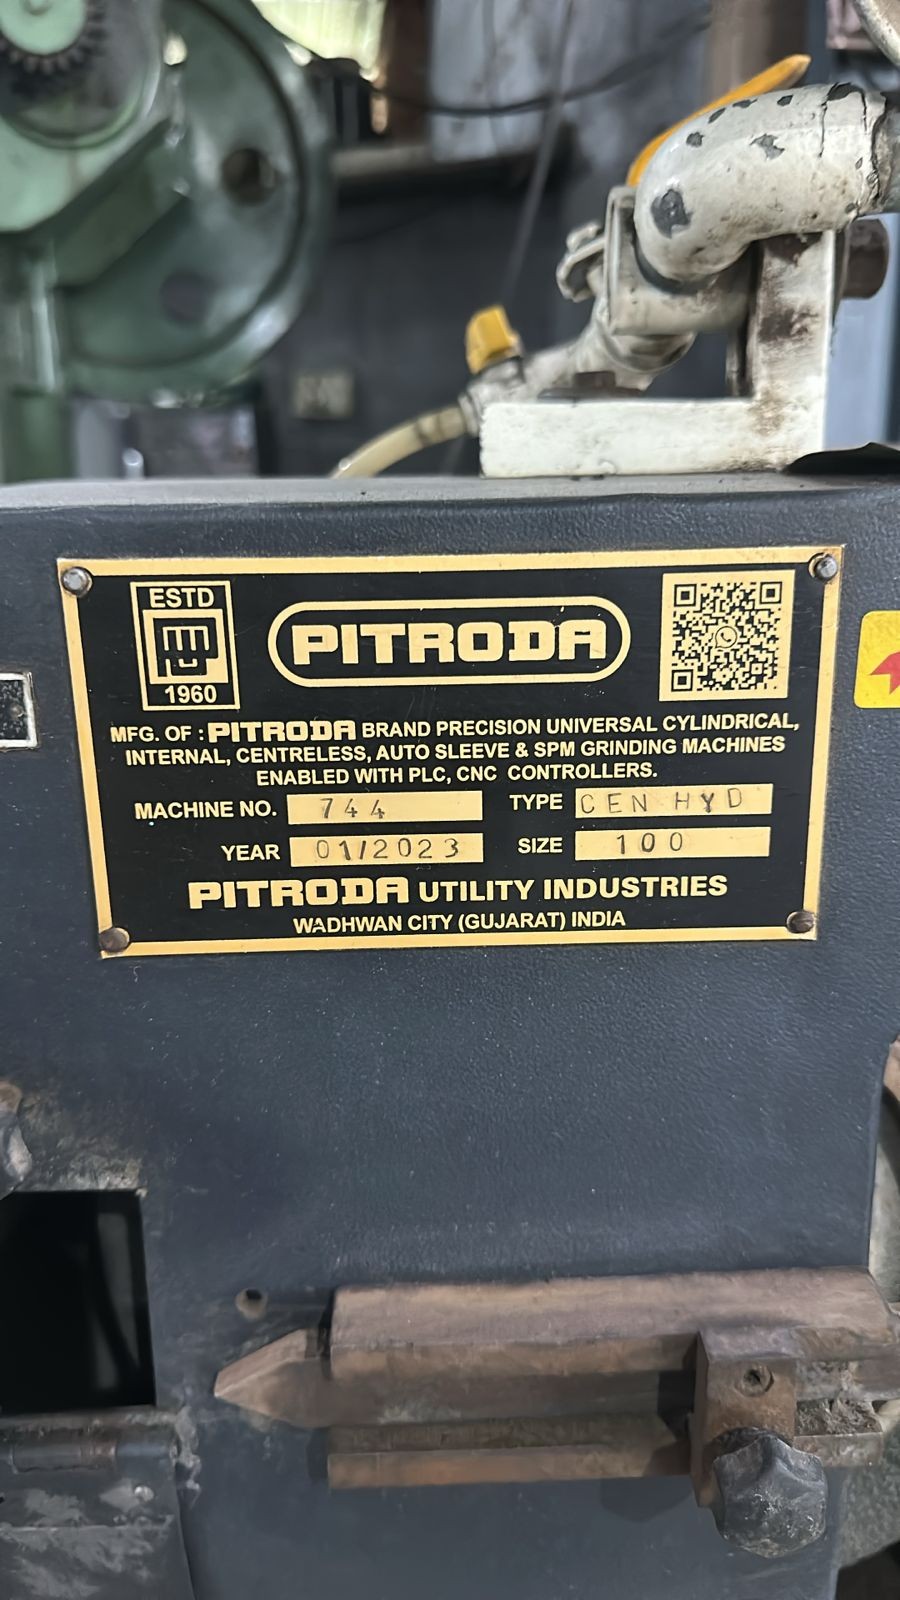 ESTD
1960
PITRODA
MFG. OF : PITRODA BRAND PRECISION UNIVERSAL CYLINDRICAL,
INTERNAL, CENTRELESS, AUTO SLEEVE & SPM GRINDING MACHINES
ENABLED WITH PLC, CNC CONTROLLERS.
MACHINE NO. 744 TYPE CEN HYD
YEAR 01/2023 SIZE 100
PITRODA UTILITY INDUSTRIES
WADHWAN CITY (GUJARAT) INDIA